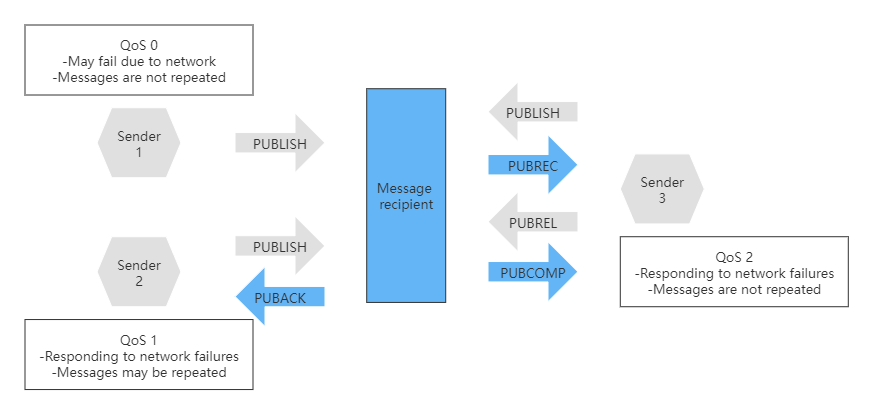 QoS 0
-May fail due to network
-Messages are not repeated
Sender
1
PUBLISH
PUBLISH
PUBACK
Sender
2
QoS 1
-Responding to network failures
-Messages may be repeated
Message
recipient
PUBLISH
PUBREC
PUBREL
PUBCOMP
Sender
3
QoS 2
-Responding to network failures
-Messages are not repeated